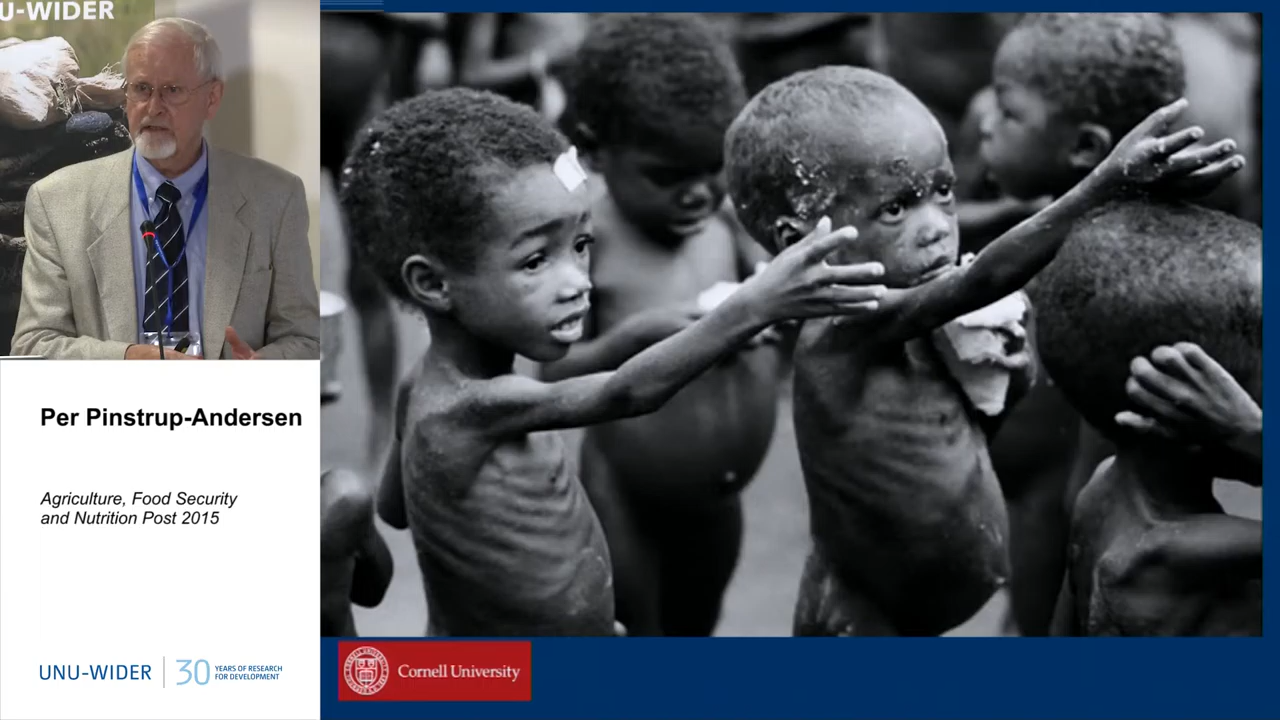 U-WIDER
Per Pinstrup-Andersen
Agriculture, Food Security
and Nutrition Post 2015
UNU-WIDER
30 YEARS OF RESEARCH
FOR DEVELOPMENT
Cornell University